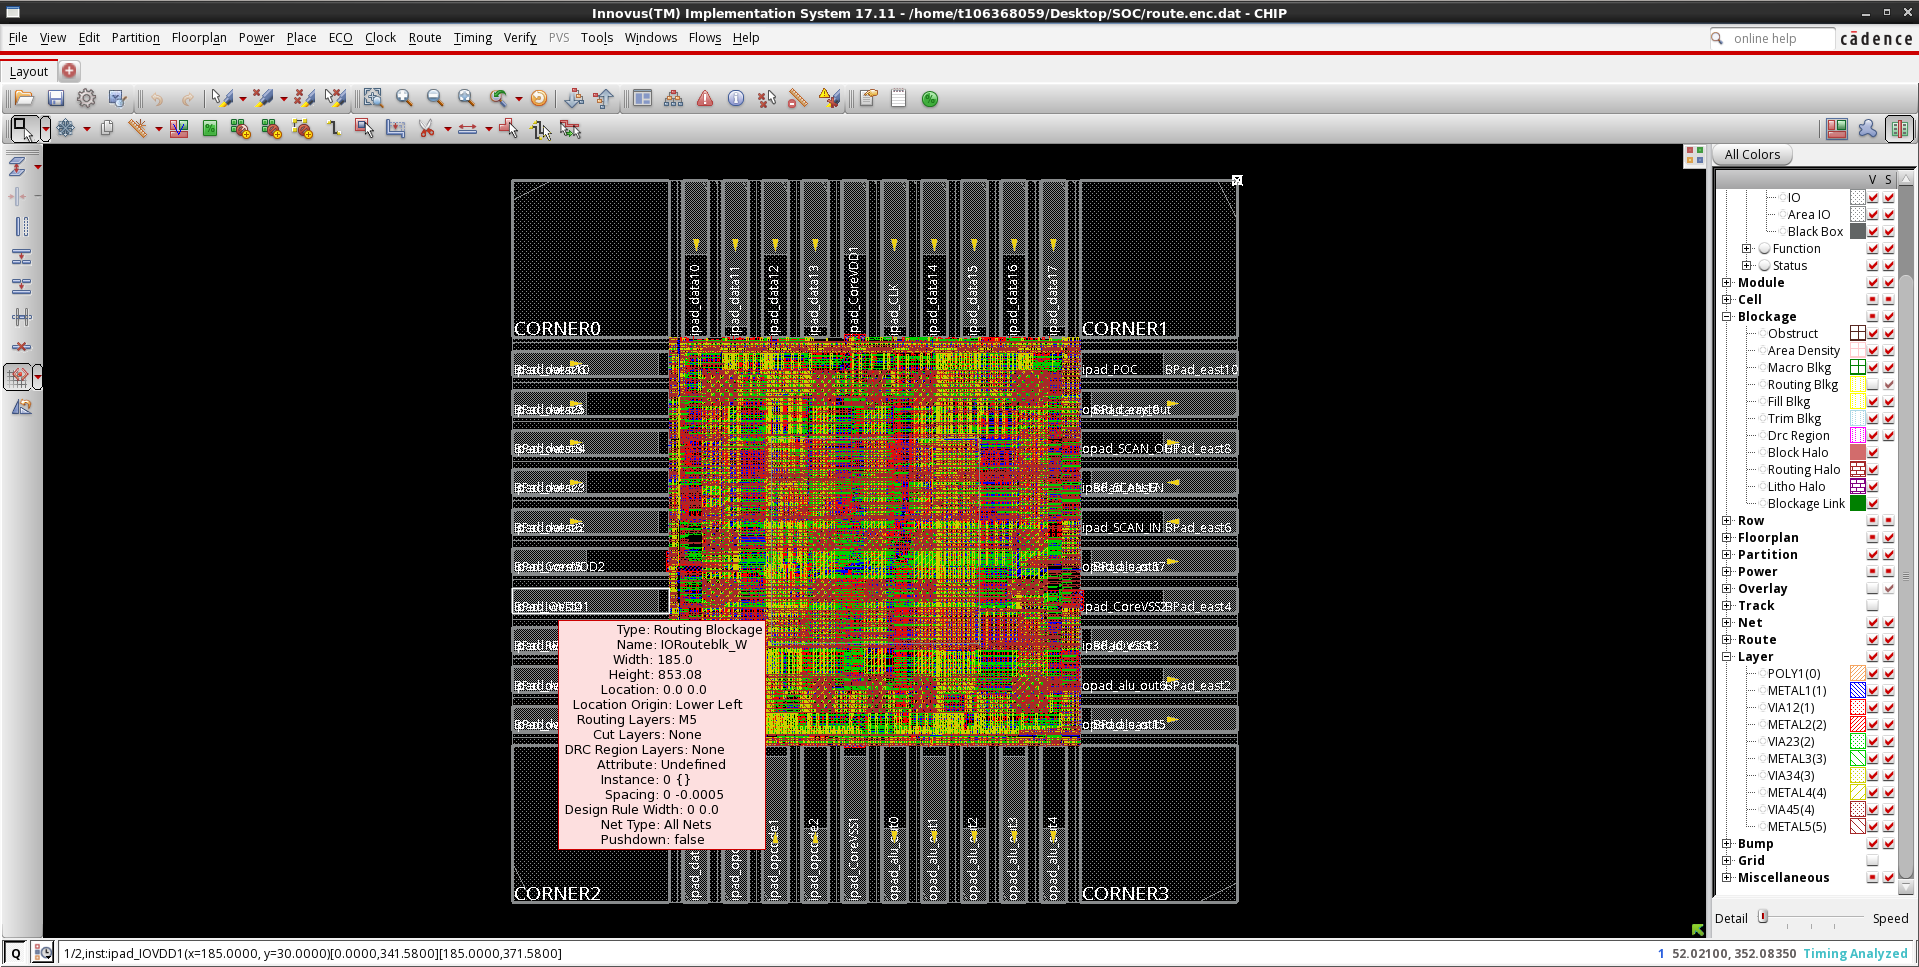 Innovus(TM) Implementation System 17.11 - /home/t106368059/Desktop/SOC/route.enc.dat - CHIP
File View Edit Partition Floorplan Power Place ECO Clock Route Timing Verify PVS Tools Windows Flows Help
online help
cādence
Layout
All Colors
V S
IO
Area IO
Black Box
Function
Status
Module
Cell
Blockage
Obstruct
Area Density
Macro Blkg
Routing Blkg
Fill Blkg
Trim Blkg
Drc Region
Block Halo
Routing Halo
Litho Halo
Blockage Link
Row
Floorplan
Partition
Power
Overlay
Track
Net
Route
Layer
POLY1(0)
METAL1(1)
VIA12(1)
METAL2(2)
VIA23(2)
METAL3(3)
VIA34(3)
METAL4(4)
VIA45(4)
METAL5(5)
Bump
Grid
Miscellaneous
Detail
Speed
ipad_data10
ipad_data11
ipad_data12
ipad_data13
ipad_CoreVDD1
ipad_CLK
ipad_data14
ipad_data15
ipad_data16
ipad_data17
CORNER0
CORNER1
ipad_POC BPad_east10
BPad_east8
ipad_SCAN_IN BPad_east6
ipad_CoreVSS2 BPad_east4
opad_alu_out6 BPad_east2
Type: Routing Blockage
Name: IORouteblk_W
Width: 185.0
Height: 853.08
Location: 0.0 0.0
Location Origin: Lower Left
Routing Layers: M5
Cut Layers: None
DRC Region Layers: None
Attribute: Undefined
Instance: 0 {}
Spacing: 0 -0.0005
Design Rule Width: 0 0.0
Net Type: All Nets
Pushdown: false
ipad_opcode2
ipad_CoreVSS1
opad_alu_out0
opad_alu_out1
opad_alu_out2
opad_alu_out3
opad_alu_out4
CORNER2
CORNER3
Q
1/2,inst:ipad_IOVDD1(x=185.0000, y=30.0000)[0.0000,341.5800][185.0000,371.5800]
1 52.02100, 352.08350 Timing Analyzed